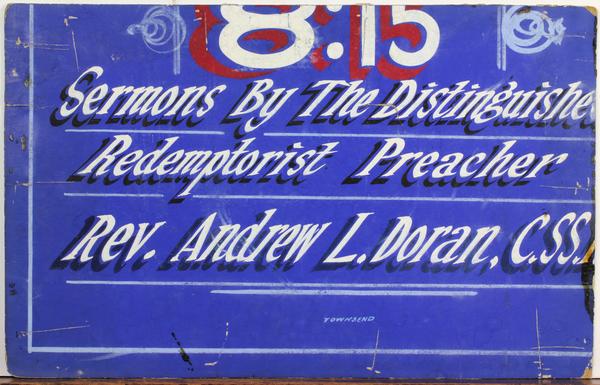 8:15
Sermons By The Distinguishe
Redemptorist Preacher
Rev. Andrew L. Doran, C.SS.
TOWNSEND